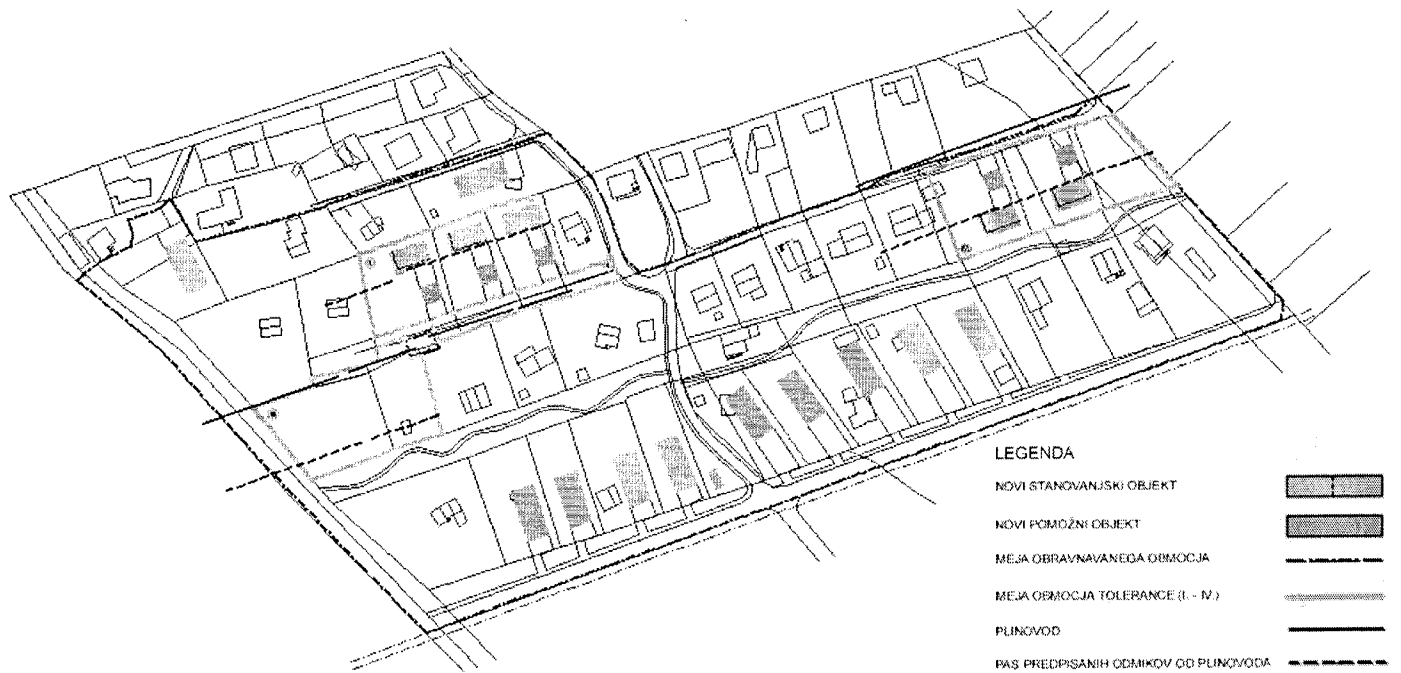 LEGENDA
NOVI STANOVANJSKI OBJEKT
NOVI POMOŽNI OBJEKT
MEJA OBRAVNAVANEGA OBMOČJA
MEJA OBMOČJA TOLERANCE (I. - IV.)
PLINOVOD
PAS PREDPISANIH ODMIKOV OD PLINOVODA